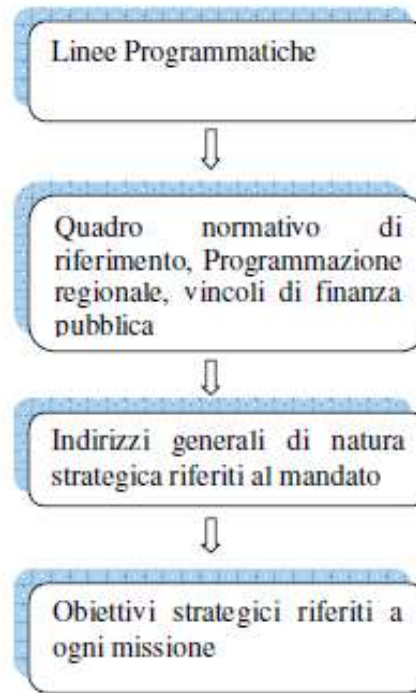 Linee Programmatiche
Quadro normativo di
riferimento, Programmazione
regionale, vincoli di finanza
pubblica
Indirizzi generali di natura
strategica riferiti al mandato
Obiettivi strategici riferiti a
ogni missione